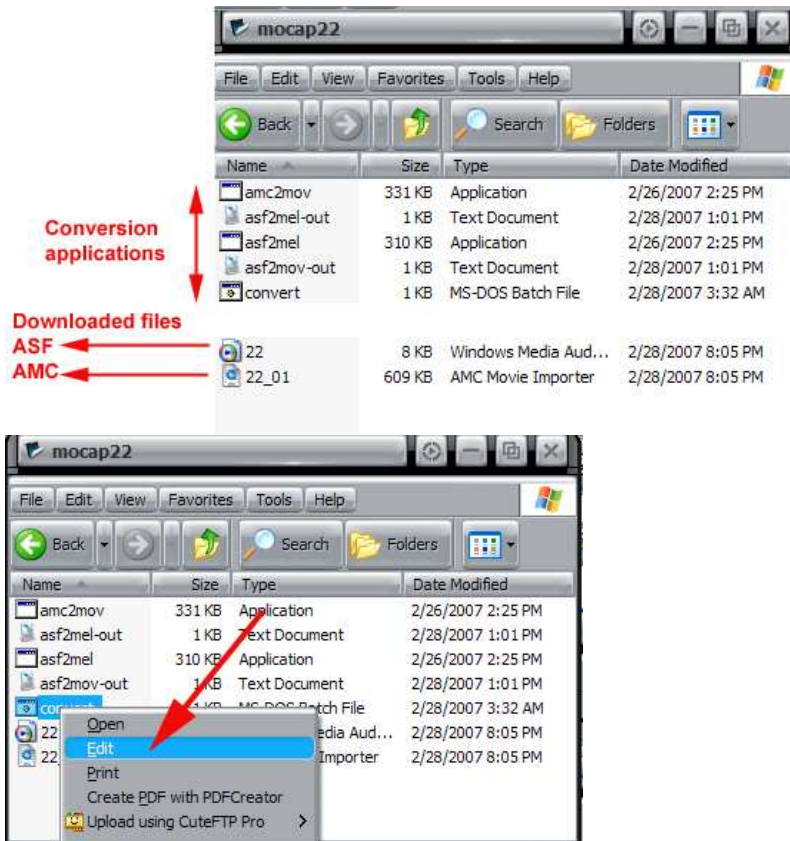 mocap22
File Edit View Favorites Tools Help
Back Search Folders
Name Size Type Date Modified
amc2mov 331 KB Application 2/26/2007 2:25 PM
asf2mel-out 1 KB Text Document 2/28/2007 1:01 PM
asf2mel 310 KB Application 2/26/2007 2:25 PM
asf2mov-out 1 KB Text Document 2/28/2007 1:01 PM
convert 1 KB MS-DOS Batch File 2/28/2007 3:32 AM
Conversion
applications
Downloaded files
ASF
AMC
22 8 KB Windows Media Aud... 2/28/2007 8:05 PM
22_01 609 KB AMC Movie Importer 2/28/2007 8:05 PM
mocap22
File Edit View Favorites Tools Help
Back Search Folders
Name Size Type Date Modified
amc2mov 331 KB Application 2/26/2007 2:25 PM
asf2mel-out 1 KB Text Document 2/28/2007 1:01 PM
asf2mel 310 KB Application 2/26/2007 2:25 PM
asf2mov-out 1 KB Text Document 2/28/2007 1:01 PM
convert 1 KB MS-DOS Batch File 2/28/2007 3:32 AM
22 edia Aud... 2/28/2007 8:05 PM
22_ Importer 2/28/2007 8:05 PM
Open
Edit
Print
Create PDF with PDFCreator
Upload using CuteFTP Pro